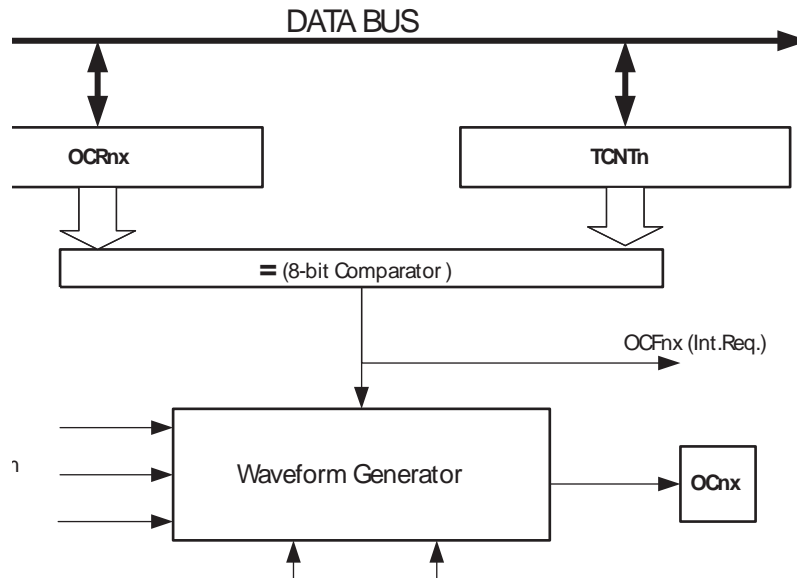 DATA BUS
OCRnx
TCNTn
= (8-bit Comparator )
OCFnx (Int.Req.)
Waveform Generator
OCnx